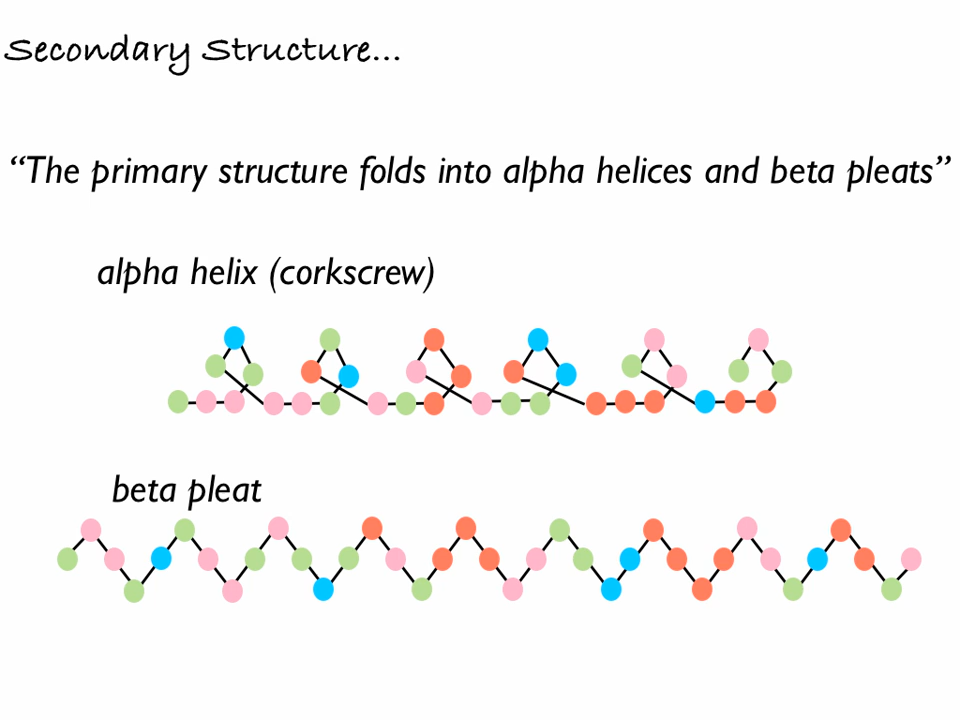 Secondary Structure...
“The primary structure folds into alpha helices and beta pleats”
alpha helix (corkscrew)
beta pleat